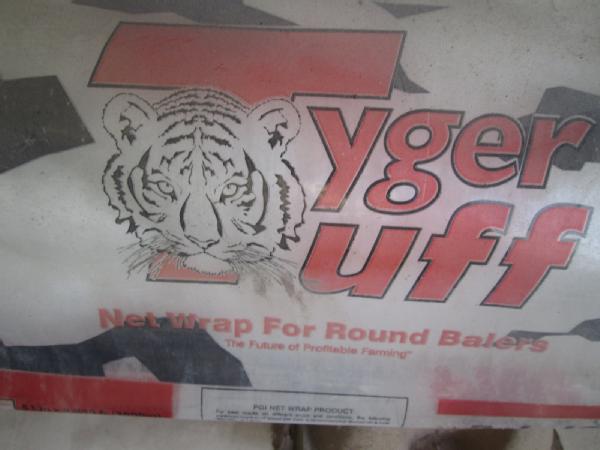 Tyger
Tuff
Net Wrap For Round Balers
"The Future of Profitable Farming"
PGI NET WRAP PRODUCT